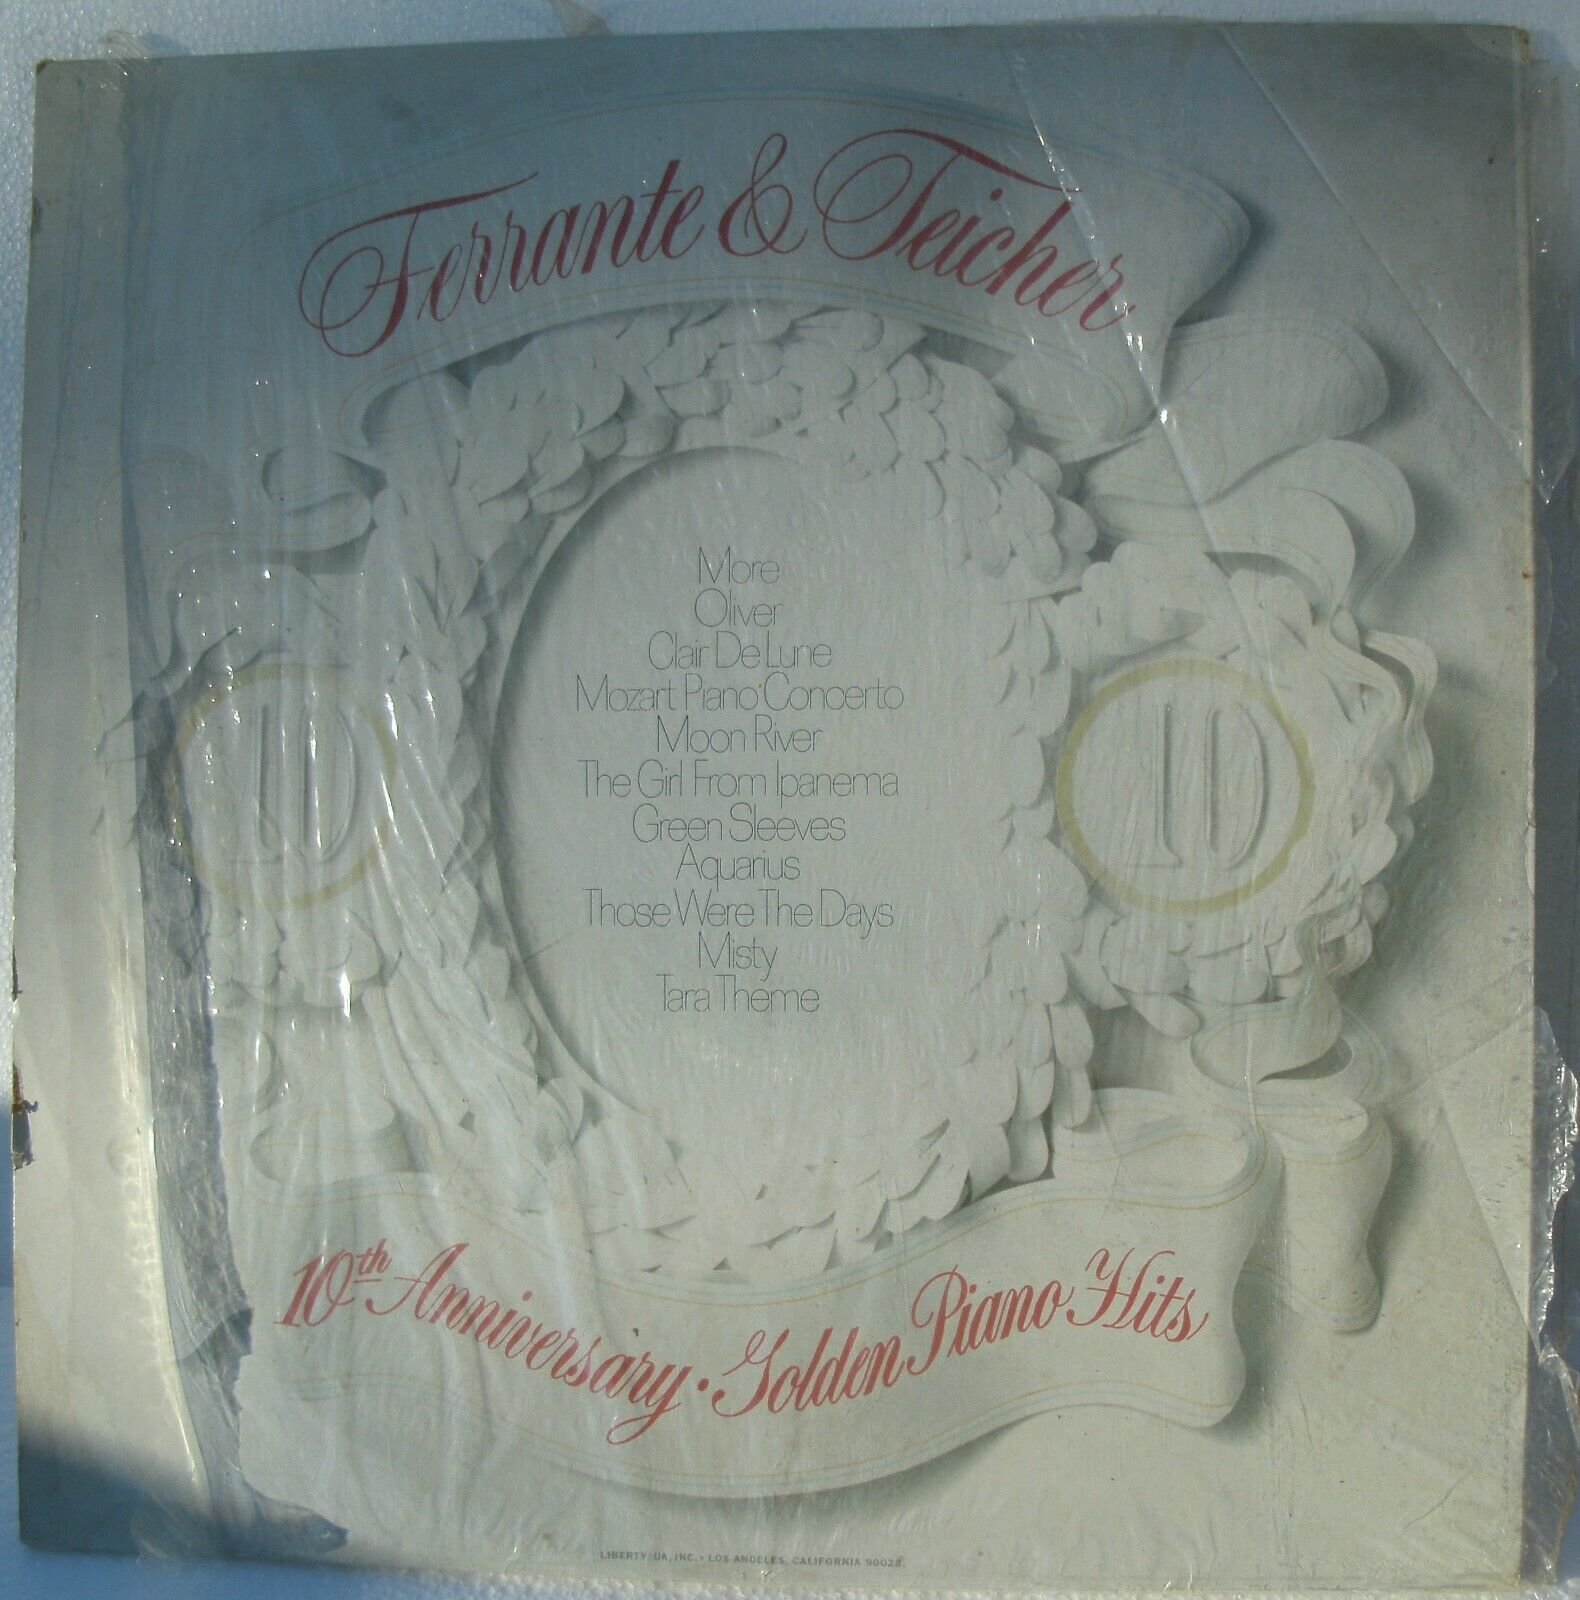 Ferrante & Teicher
More
Oliver
Clair De Lune
Mozart Piano Concerto
Moon River
The Girl From Ipanema
Green Sleeves
Aquarius
Those Were The Days
Misty
Tara Theme
10
10
10th Anniversary · Golden Piano Hits
LIBERTY/UA, INC. • LOS ANGELES, CALIFORNIA 90028.